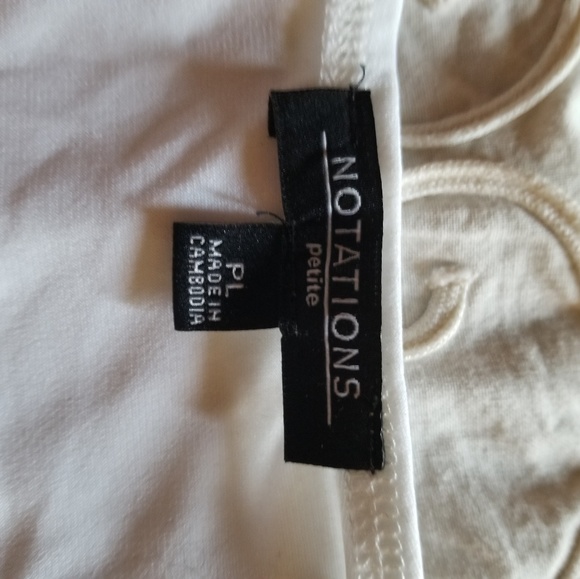 NOTATIONS
petite
PL
MADE IN
CAMBODIA